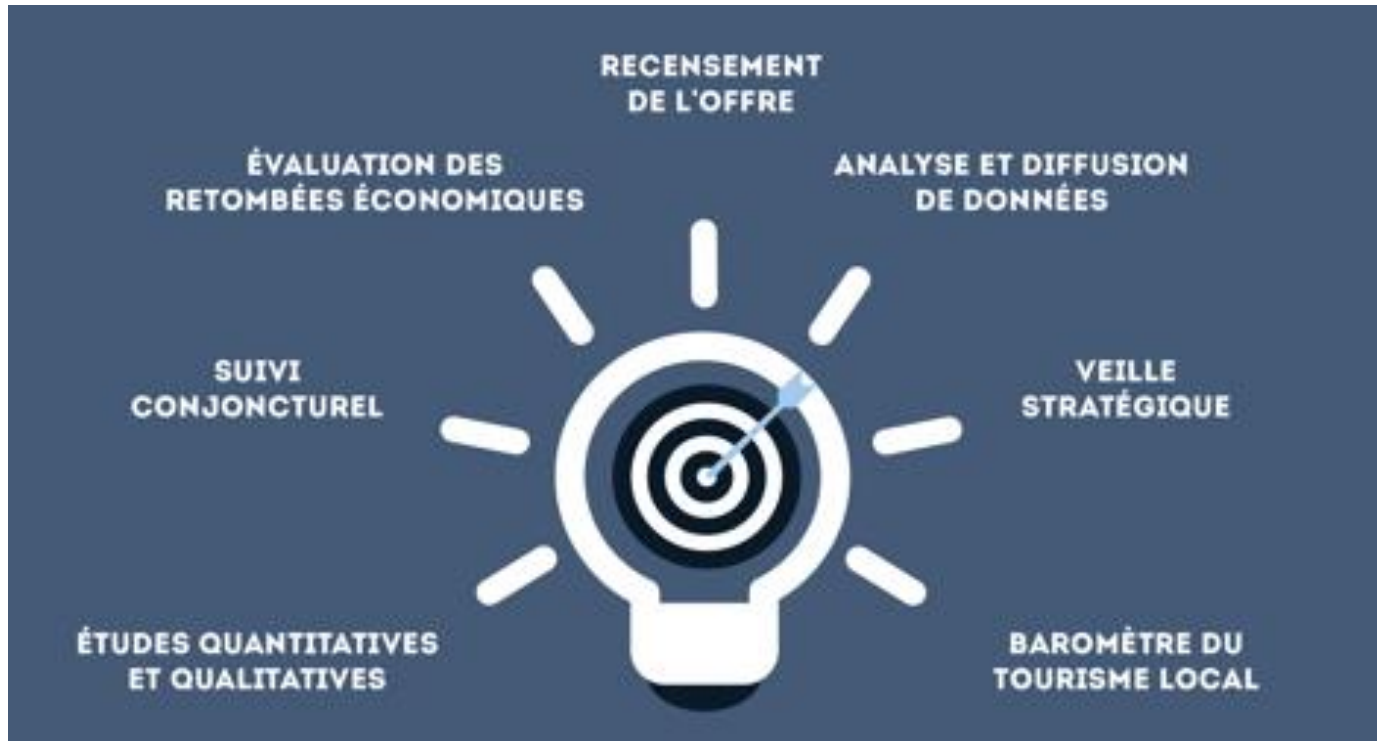 RECENSEMENT
DE L'OFFRE
ÉVALUATION DES
RETOMBÉES ÉCONOMIQUES
ANALYSE ET DIFFUSION
DE DONNÉES
SUIVI
CONJONCTUREL
VEILLE
STRATÉGIQUE
ÉTUDES QUANTITATIVES
ET QUALITATIVES
BAROMÈTRE DU
TOURISME LOCAL